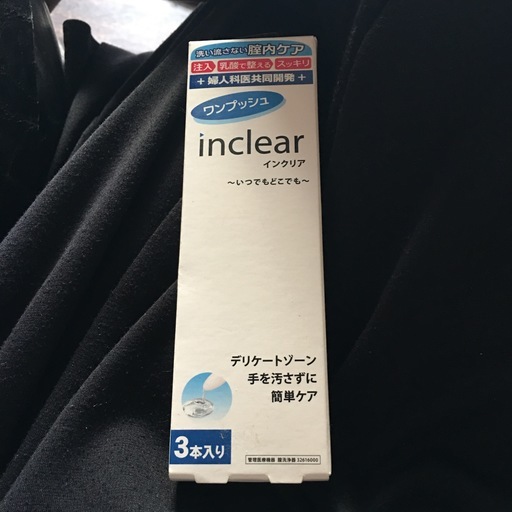 洗い流さない膣内ケア
注入 乳酸で整える スッキリ
+ 婦人科医共同開発 +
ワンプッシュ
inclear
インクリア
~いつでもどこでも~
デリケートゾーン
手を汚さずに
簡単ケア
3本入り
管理医療機器 膣洗浄器 32616000